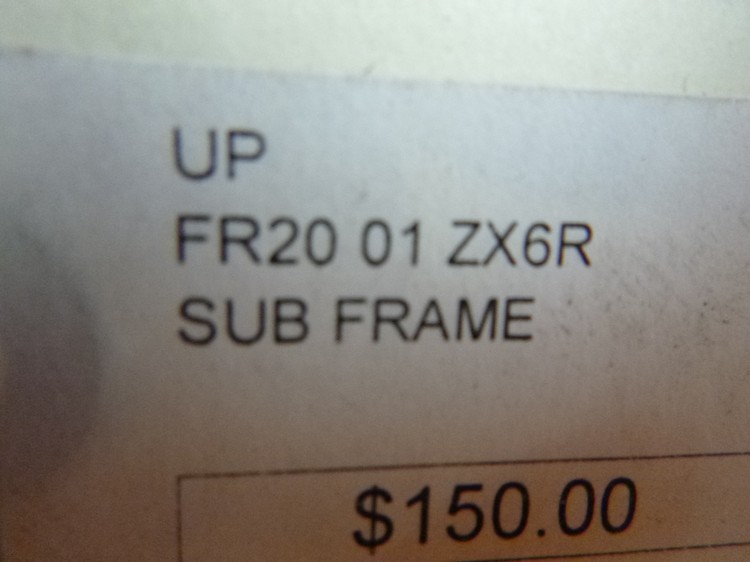 UP
FR20 01 ZX6R
SUB FRAME
$150.00